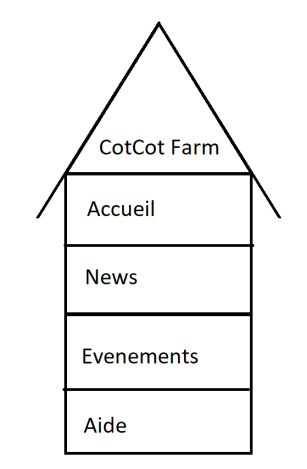 CotCot Farm
Accueil
News
Evenements
Aide